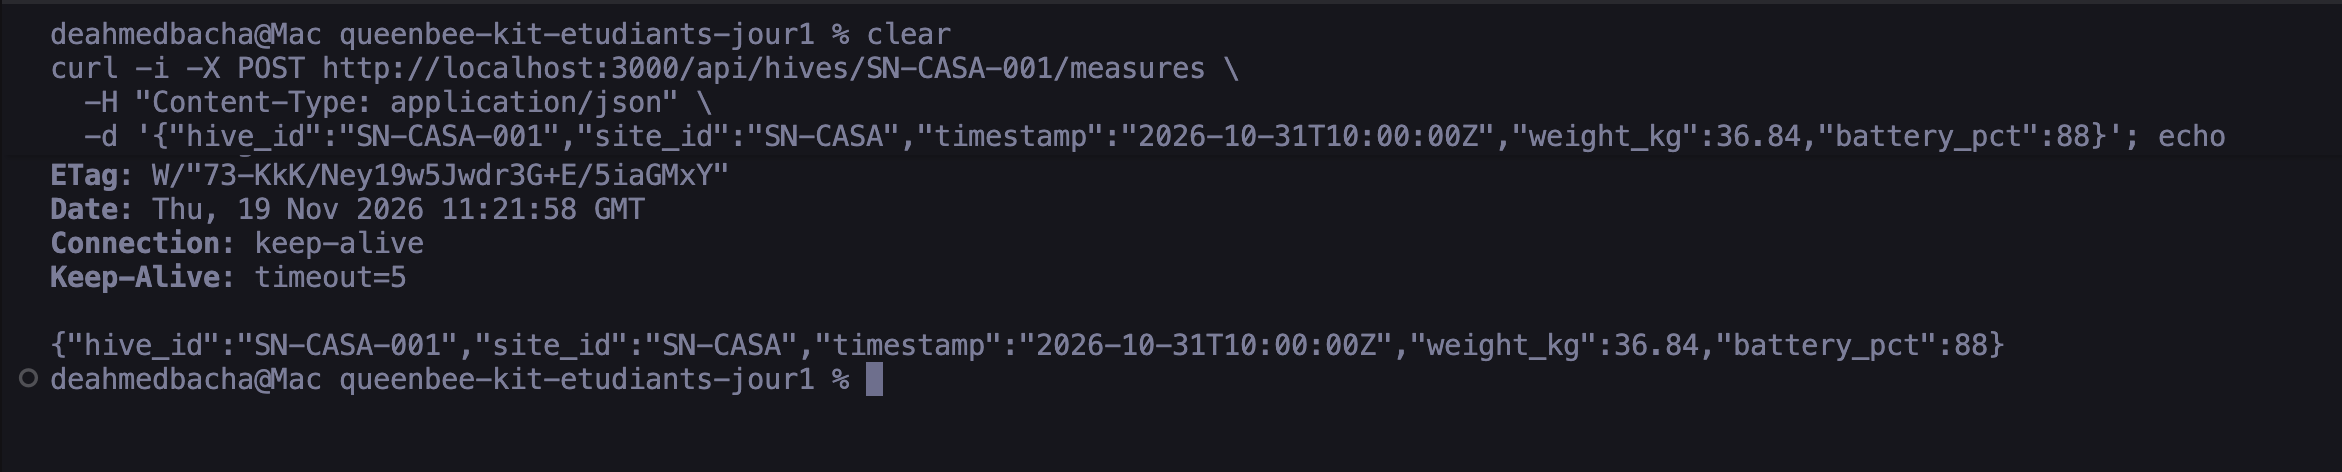 deahmedbacha@Mac queenbee-kit-etudiants-jour1 % clear
curl -i -X POST http://localhost:3000/api/hives/SN-CASA-001/measures \
  -H "Content-Type: application/json" \
  -d '{"hive_id":"SN-CASA-001","site_id":"SN-CASA","timestamp":"2026-10-31T10:00:00Z","weight_kg":36.84,"battery_pct":88}'; echo
ETag: W/"73-KkK/Ney19w5Jwdr3G+E/5iaGMxY"
Date: Thu, 19 Nov 2026 11:21:58 GMT
Connection: keep-alive
Keep-Alive: timeout=5

{"hive_id":"SN-CASA-001","site_id":"SN-CASA","timestamp":"2026-10-31T10:00:00Z","weight_kg":36.84,"battery_pct":88}
deahmedbacha@Mac queenbee-kit-etudiants-jour1 %